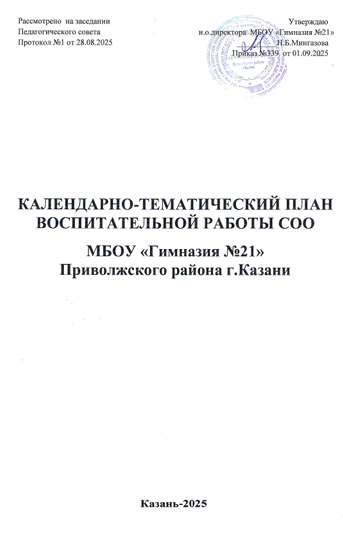 Рассмотрено на заседании
Педагогического совета
Протокол №1 от 28.08.2025
Утверждаю
и.о.директора МБОУ «Гимназия №21»
Н.Б.Мингазова
Приказ №339 от 01.09.2025
КАЛЕНДАРНО-ТЕМАТИЧЕСКИЙ ПЛАН
ВОСПИТАТЕЛЬНОЙ РАБОТЫ СОО
МБОУ «Гимназия №21»
Приволжского района г.Казани
Казань-2025